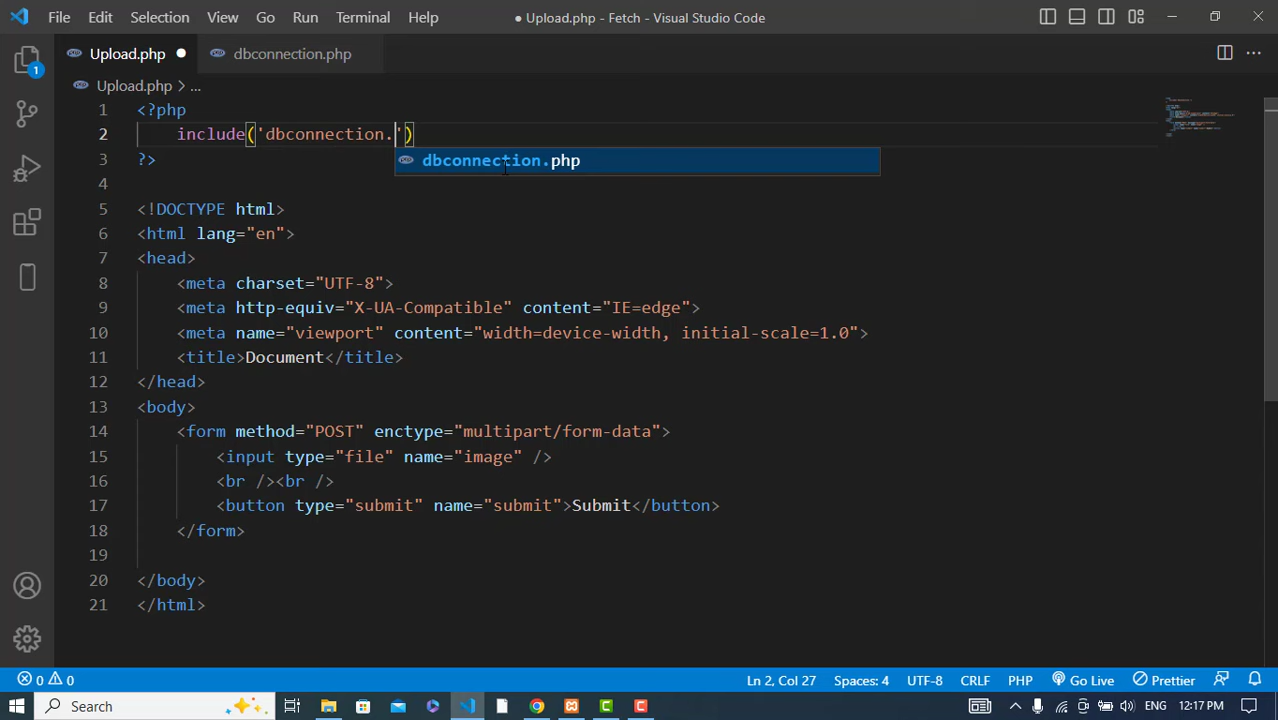 File Edit Selection View Go Run Terminal Help ● Upload.php - Fetch - Visual Studio Code
Upload.php ● dbconnection.php
1
Upload.php > ...
1 <?php
2 include('dbconnection.')
dbconnection.php
3 ?>
4
5 <!DOCTYPE html>
6 <html lang="en">
7 <head>
8 <meta charset="UTF-8">
9 <meta http-equiv="X-UA-Compatible" content="IE=edge">
10 <meta name="viewport" content="width=device-width, initial-scale=1.0">
11 <title>Document</title>
12 </head>
13 <body>
14 <form method="POST" enctype="multipart/form-data">
15 <input type="file" name="image" />
16 <br /><br />
17 <button type="submit" name="submit">Submit</button>
18 </form>
19
20 </body>
21 </html>
0 0 Ln 2, Col 27 Spaces: 4 UTF-8 CRLF PHP Go Live Prettier
Search ENG 12:17 PM